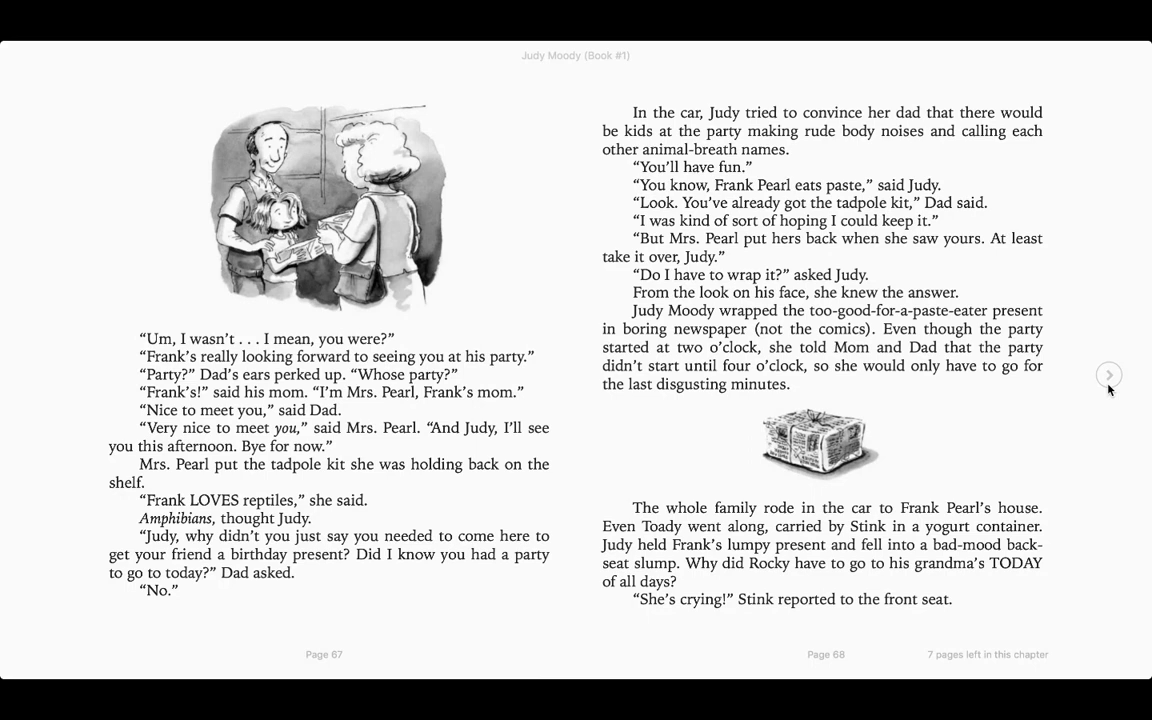 Judy Moody (Book #1)
“Um, I wasn’t . . . I mean, you were?”
“Frank’s really looking forward to seeing you at his party.”
“Party?” Dad’s ears perked up. “Whose party?”
“Frank’s!” said his mom. “I’m Mrs. Pearl, Frank’s mom.”
“Nice to meet you,” said Dad.
“Very nice to meet you,” said Mrs. Pearl. “And Judy, I’ll see
you this afternoon. Bye for now.”
Mrs. Pearl put the tadpole kit she was holding back on the
shelf.
“Frank LOVES reptiles,” she said.
Amphibians, thought Judy.
“Judy, why didn’t you just say you needed to come here to
get your friend a birthday present? Did I know you had a party
to go to today?” Dad asked.
“No.”
Page 67
In the car, Judy tried to convince her dad that there would
be kids at the party making rude body noises and calling each
other animal-breath names.
“You’ll have fun.”
“You know, Frank Pearl eats paste,” said Judy.
“Look. You’ve already got the tadpole kit,” Dad said.
“I was kind of sort of hoping I could keep it.”
“But Mrs. Pearl put hers back when she saw yours. At least
take it over, Judy.”
“Do I have to wrap it?” asked Judy.
From the look on his face, she knew the answer.
Judy Moody wrapped the too-good-for-a-paste-eater present
in boring newspaper (not the comics). Even though the party
started at two o’clock, she told Mom and Dad that the party
didn’t start until four o’clock, so she would only have to go for
the last disgusting minutes.
The whole family rode in the car to Frank Pearl’s house.
Even Toady went along, carried by Stink in a yogurt container.
Judy held Frank’s lumpy present and fell into a bad-mood back-
seat slump. Why did Rocky have to go to his grandma’s TODAY
of all days?
“She’s crying!” Stink reported to the front seat.
Page 68
7 pages left in this chapter